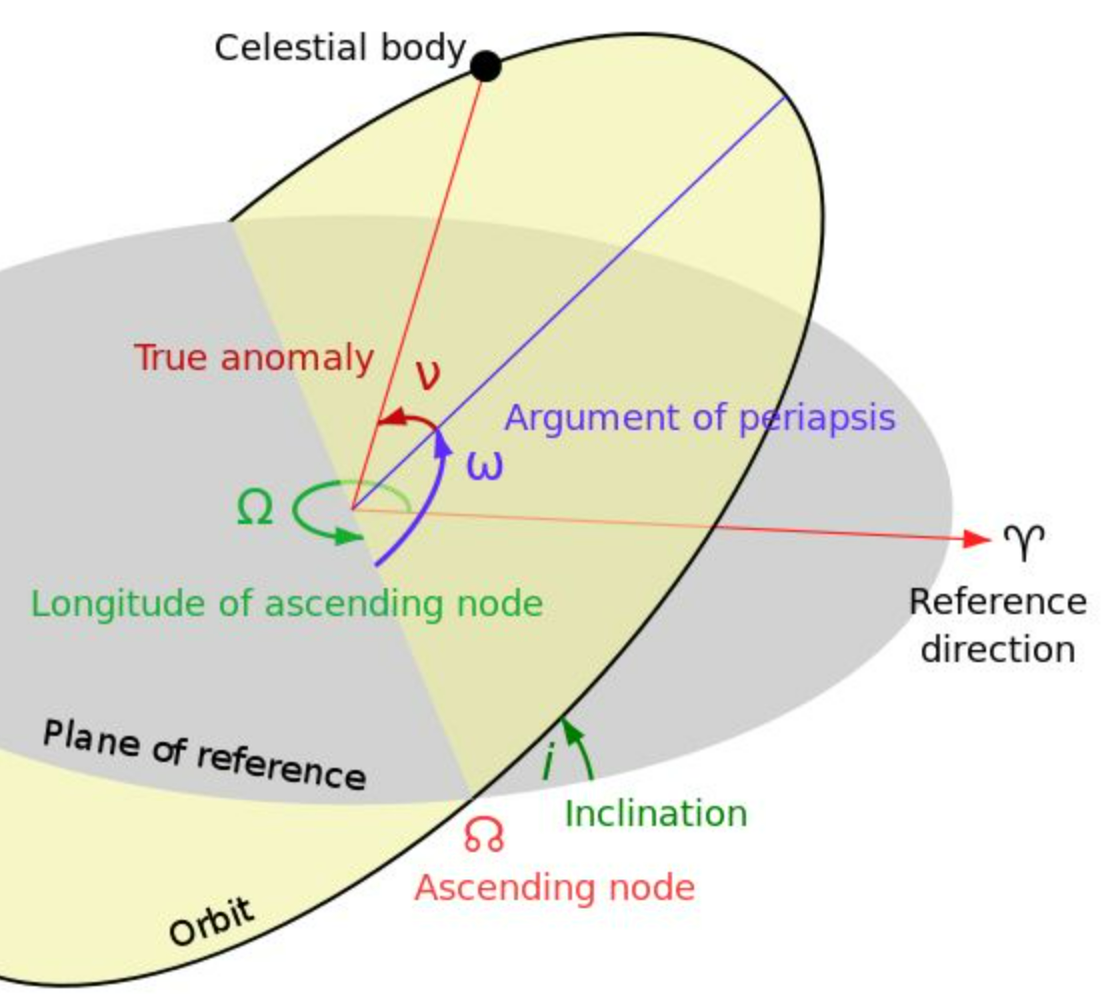 Celestial body
True anomaly
ν
Argument of periapsis
ω
Ω
♈
Reference
direction
Longitude of ascending node
Plane of reference
i
Inclination
☊
Ascending node
Orbit